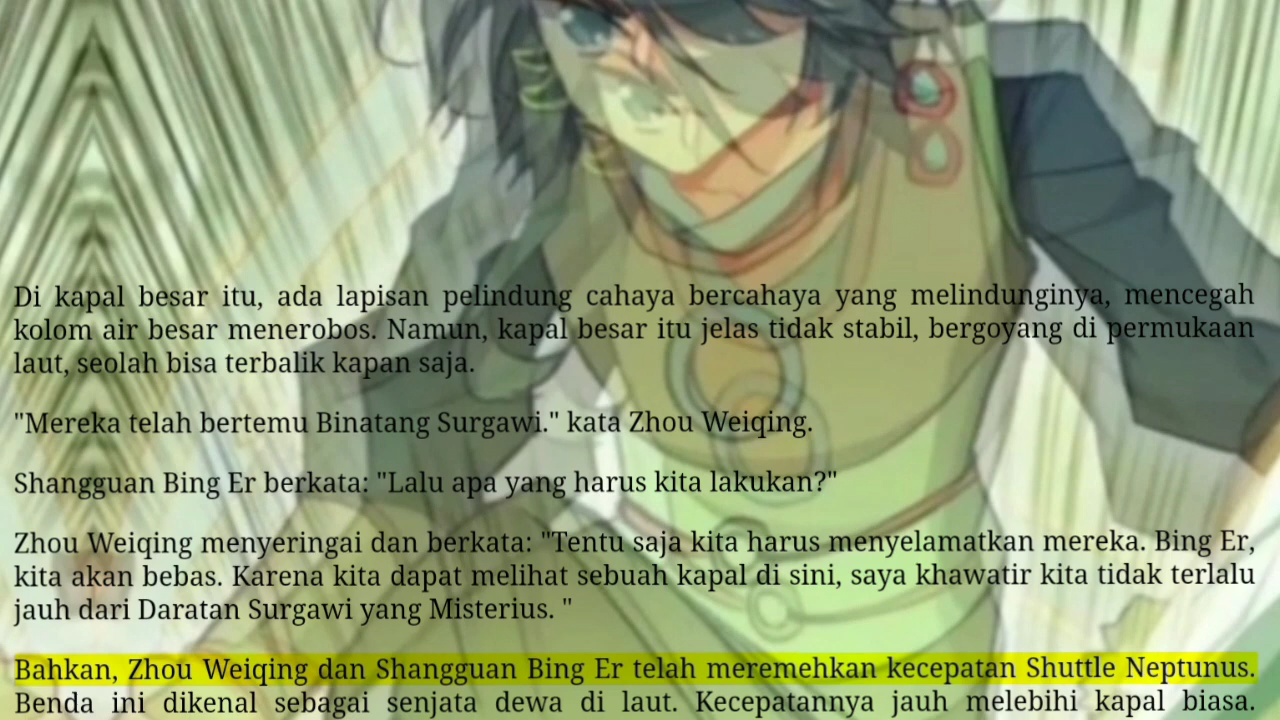 Di kapal besar itu, ada lapisan pelindung cahaya bercahaya yang melindunginya, mencegah
kolom air besar menerobos. Namun, kapal besar itu jelas tidak stabil, bergoyang di permukaan
laut, seolah bisa terbalik kapan saja.
"Mereka telah bertemu Binatang Surgawi." kata Zhou Weiqing.
Shangguan Bing Er berkata: "Lalu apa yang harus kita lakukan?"
Zhou Weiqing menyeringai dan berkata: "Tentu saja kita harus menyelamatkan mereka. Bing Er,
kita akan bebas. Karena kita dapat melihat sebuah kapal di sini, saya khawatir kita tidak terlalu
jauh dari Daratan Surgawi yang Misterius. "
Bahkan, Zhou Weiqing dan Shangguan Bing Er telah meremehkan kecepatan Shuttle Neptunus.
Benda ini dikenal sebagai senjata dewa di laut. Kecepatannya jauh melebihi kapal biasa.